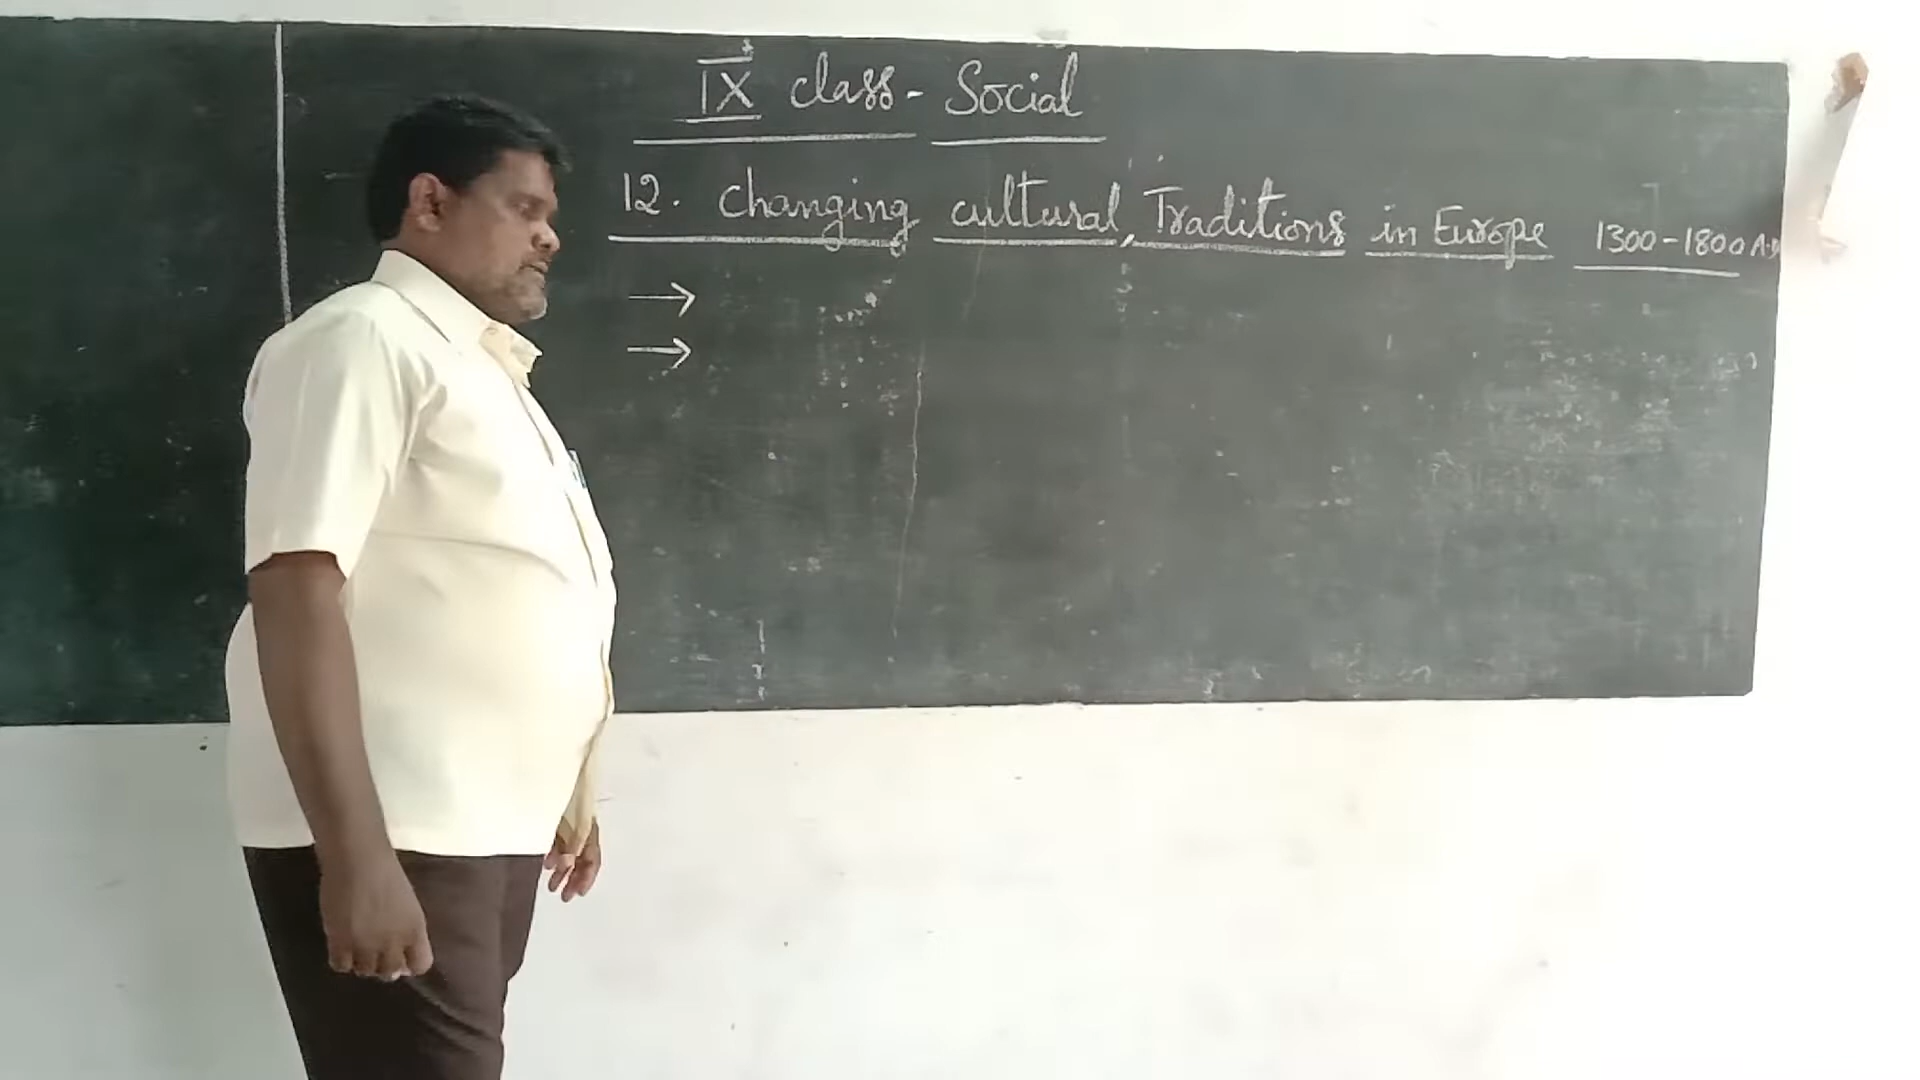 IX class - Social
12. Changing cultural, Traditions in Europe 1300-1800 A.D
→
→